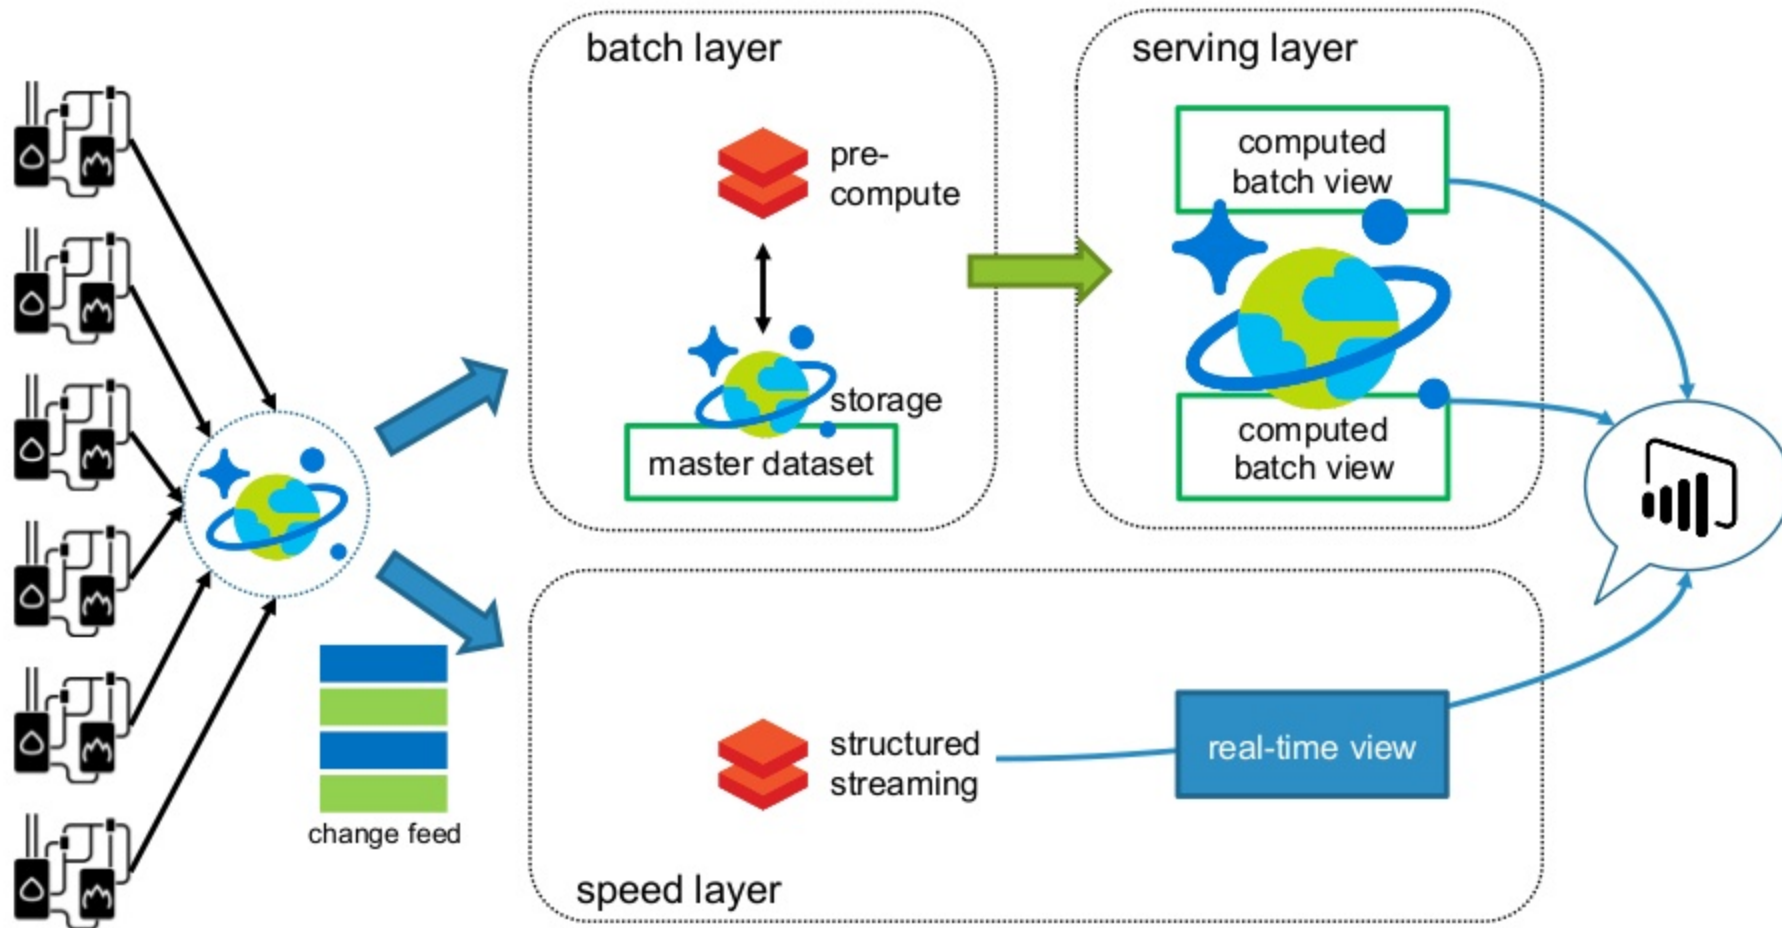 batch layer
pre-
compute
storage
master dataset
serving layer
computed
batch view
computed
batch view
change feed
structured
streaming
real-time view
speed layer